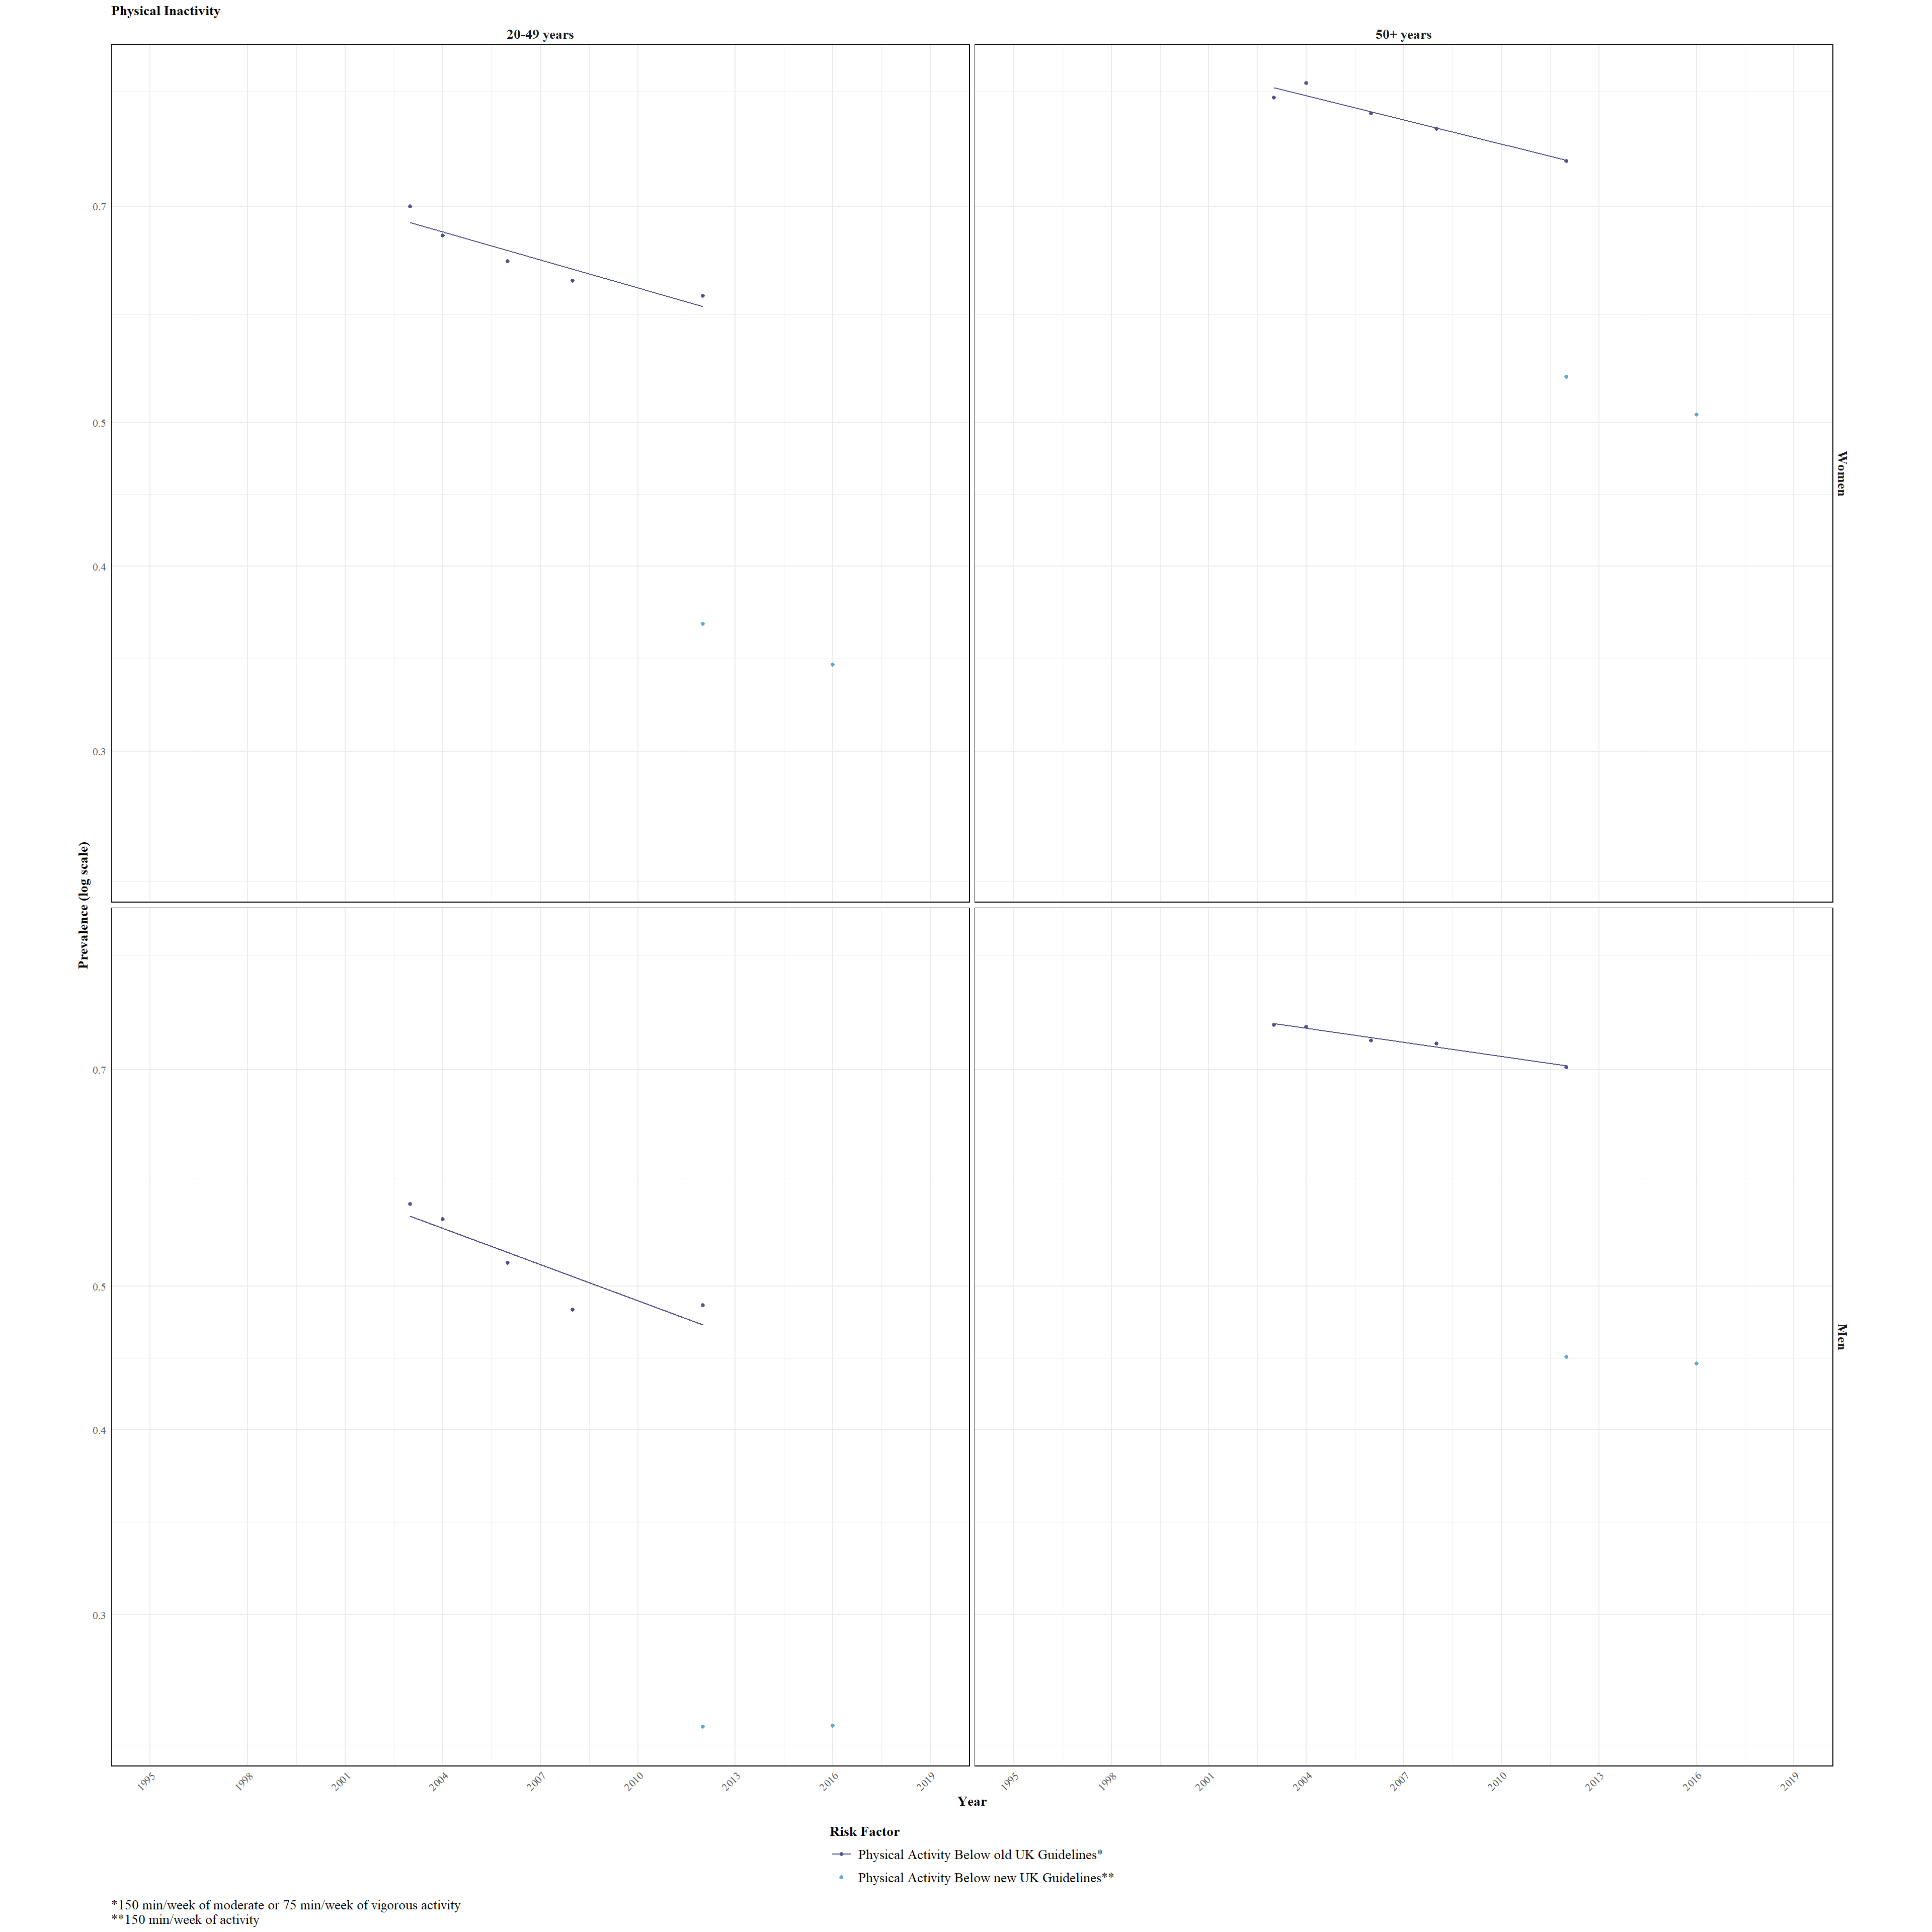 Physical Inactivity
20-49 years
50+ years
0.7
0.5
0.4
0.3
Women
Prevalence (log scale)
0.7
0.5
0.4
0.3
Men
1995
1998
2001
2004
2007
2010
2013
2016
2019
1995
1998
2001
2004
2007
2010
2013
2016
2019
Year
Risk Factor
Physical Activity Below old UK Guidelines*
Physical Activity Below new UK Guidelines**
*150 min/week of moderate or 75 min/week of vigorous activity
**150 min/week of activity